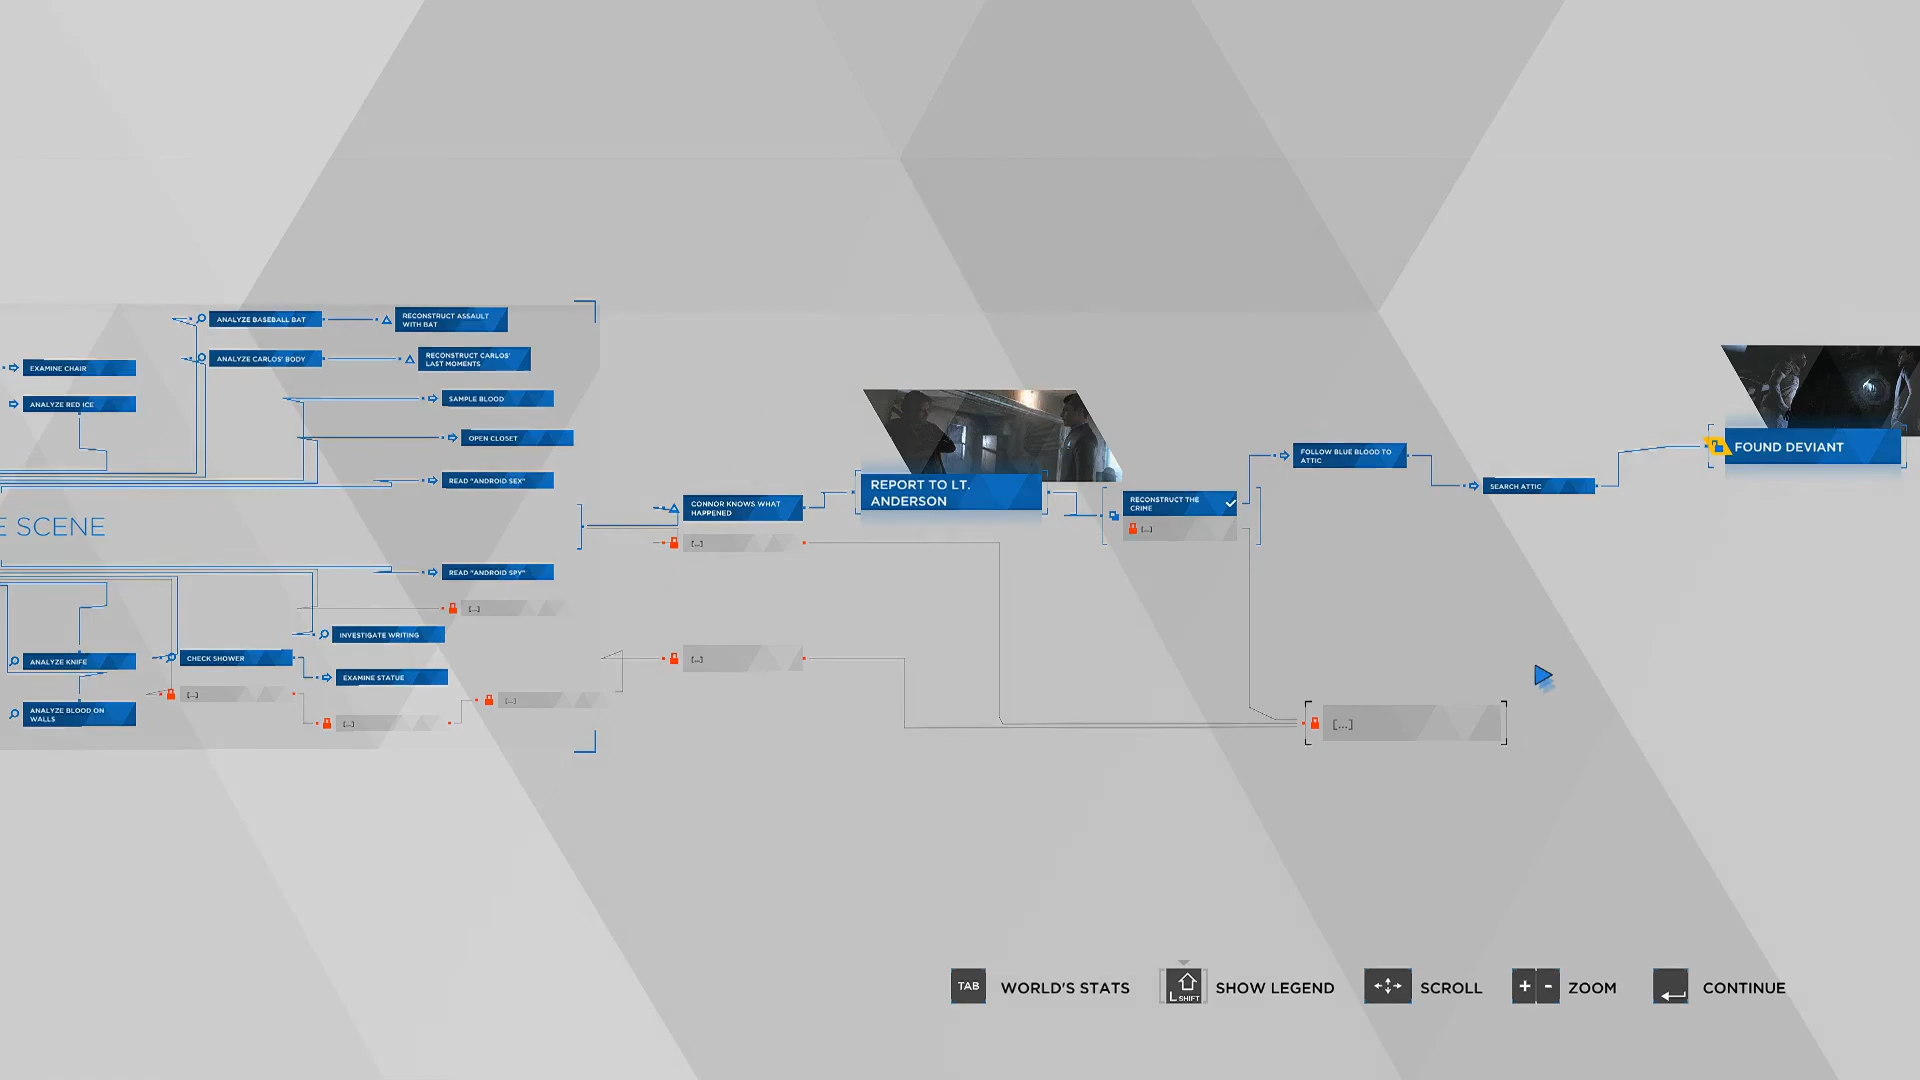 ANALYZE BASEBALL BAT
RECONSTRUCT ASSAULT
WITH BAT
ANALYZE CARLOS' BODY
RECONSTRUCT CARLOS'
LAST MOMENTS
EXAMINE CHAIR
ANALYZE RED ICE
SAMPLE BLOOD
OPEN CLOSET
READ "ANDROID SEX"
E SCENE
READ "ANDROID SPY"
[...]
INVESTIGATE WRITING
ANALYZE KNIFE
CHECK SHOWER
EXAMINE STATUE
[...]
[...]
[...]
ANALYZE BLOOD ON
WALLS
CONNOR KNOWS WHAT
HAPPENED
[...]
[...]
REPORT TO LT.
ANDERSON
RECONSTRUCT THE
CRIME
[...]
FOLLOW BLUE BLOOD TO
ATTIC
SEARCH ATTIC
FOUND DEVIANT
[...]
TAB WORLD'S STATS
L SHIFT SHOW LEGEND
SCROLL
+ - ZOOM
CONTINUE